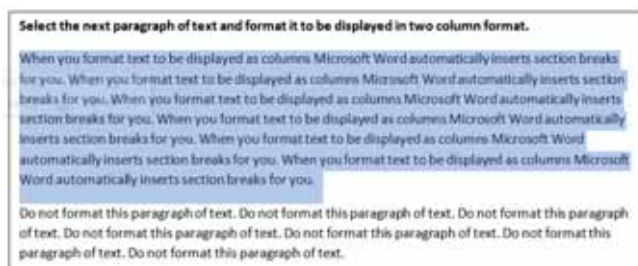 Select the next paragraph of text and format it to be displayed in two column format.
When you format text to be displayed as columns Microsoft Word automatically inserts section breaks
for you. When you format text to be displayed as columns Microsoft Word automatically inserts section
breaks for you. When you format text to be displayed as columns Microsoft Word automatically inserts
section breaks for you. When you format text to be displayed as columns Microsoft Word automatically
inserts section breaks for you. When you format text to be displayed as columns Microsoft Word
automatically inserts section breaks for you. When you format text to be displayed as columns Microsoft
Word automatically inserts section breaks for you.
Do not format this paragraph of text. Do not format this paragraph of text. Do not format this paragraph
of text. Do not format this paragraph of text. Do not format this paragraph of text. Do not format this
paragraph of text. Do not format this paragraph of text.